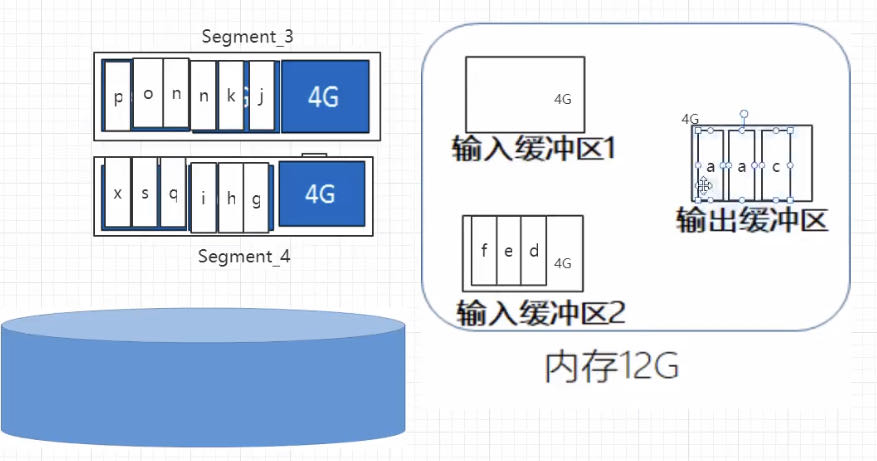 Segment_3
p o n n k j 4G
x s q i h g 4G
Segment_4
4G
输入缓冲区1
f e d 4G
输入缓冲区2
4G
a a c
输出缓冲区
内存12G